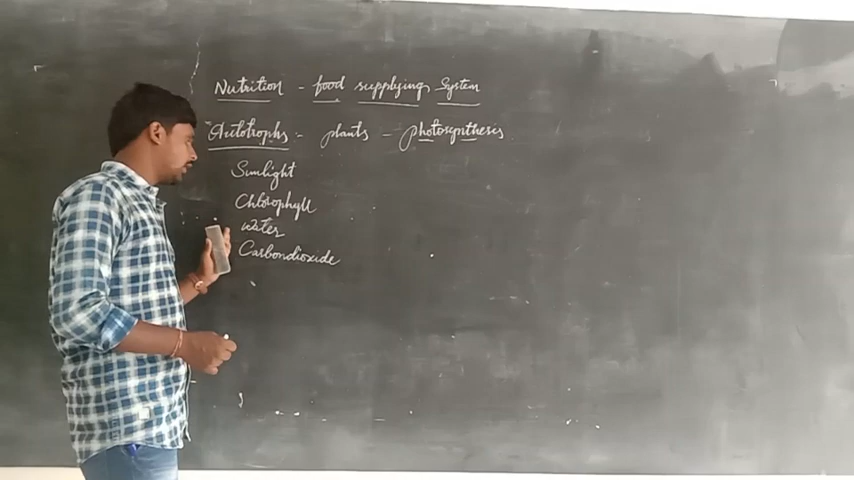 Nutrition - food supplying System
Autotrophs - plants - photosynthesis
Sunlight
Chlorophyll
water
Carbondioxide